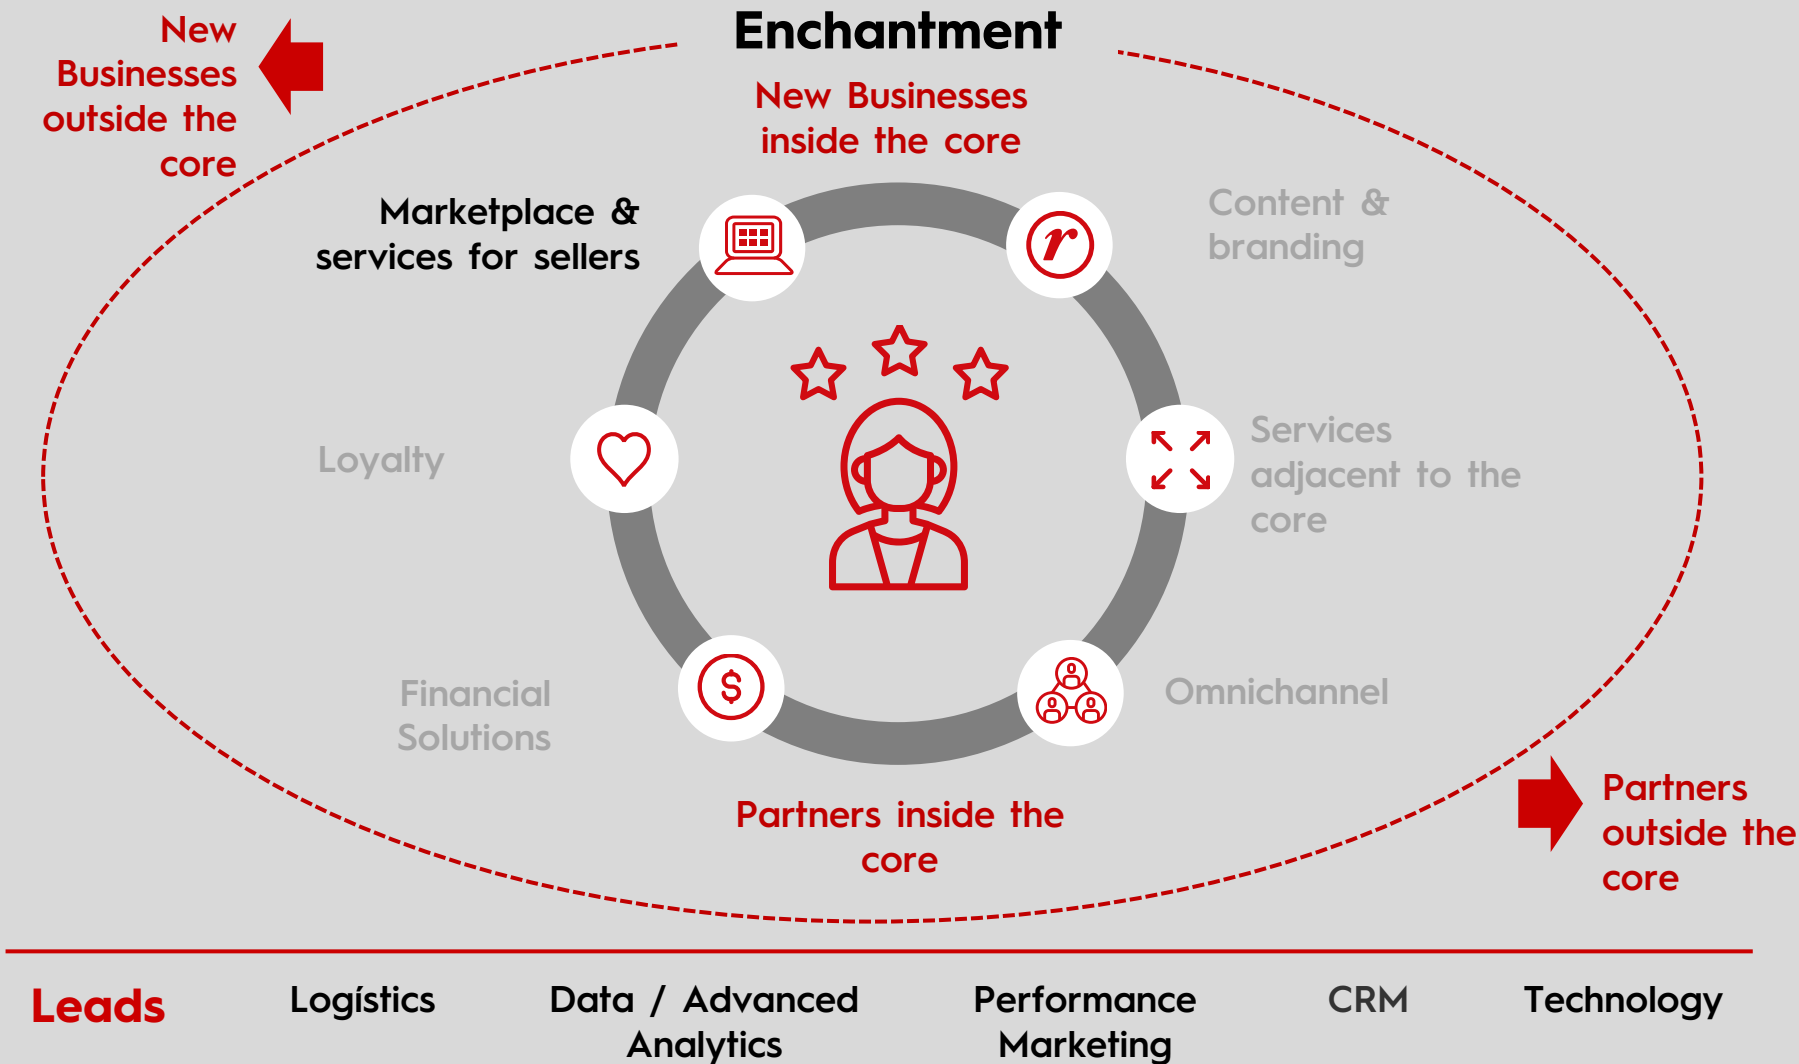 Enchantment
New
Businesses
outside the
core
New Businesses
inside the core
Marketplace &
services for sellers
r
Content &
branding
Loyalty
Services
adjacent to the
core
$
Financial
Solutions
Omnichannel
Partners inside the
core
Partners
outside the
core
Leads
Logístics
Data / Advanced
Analytics
Performance
Marketing
CRM
Technology